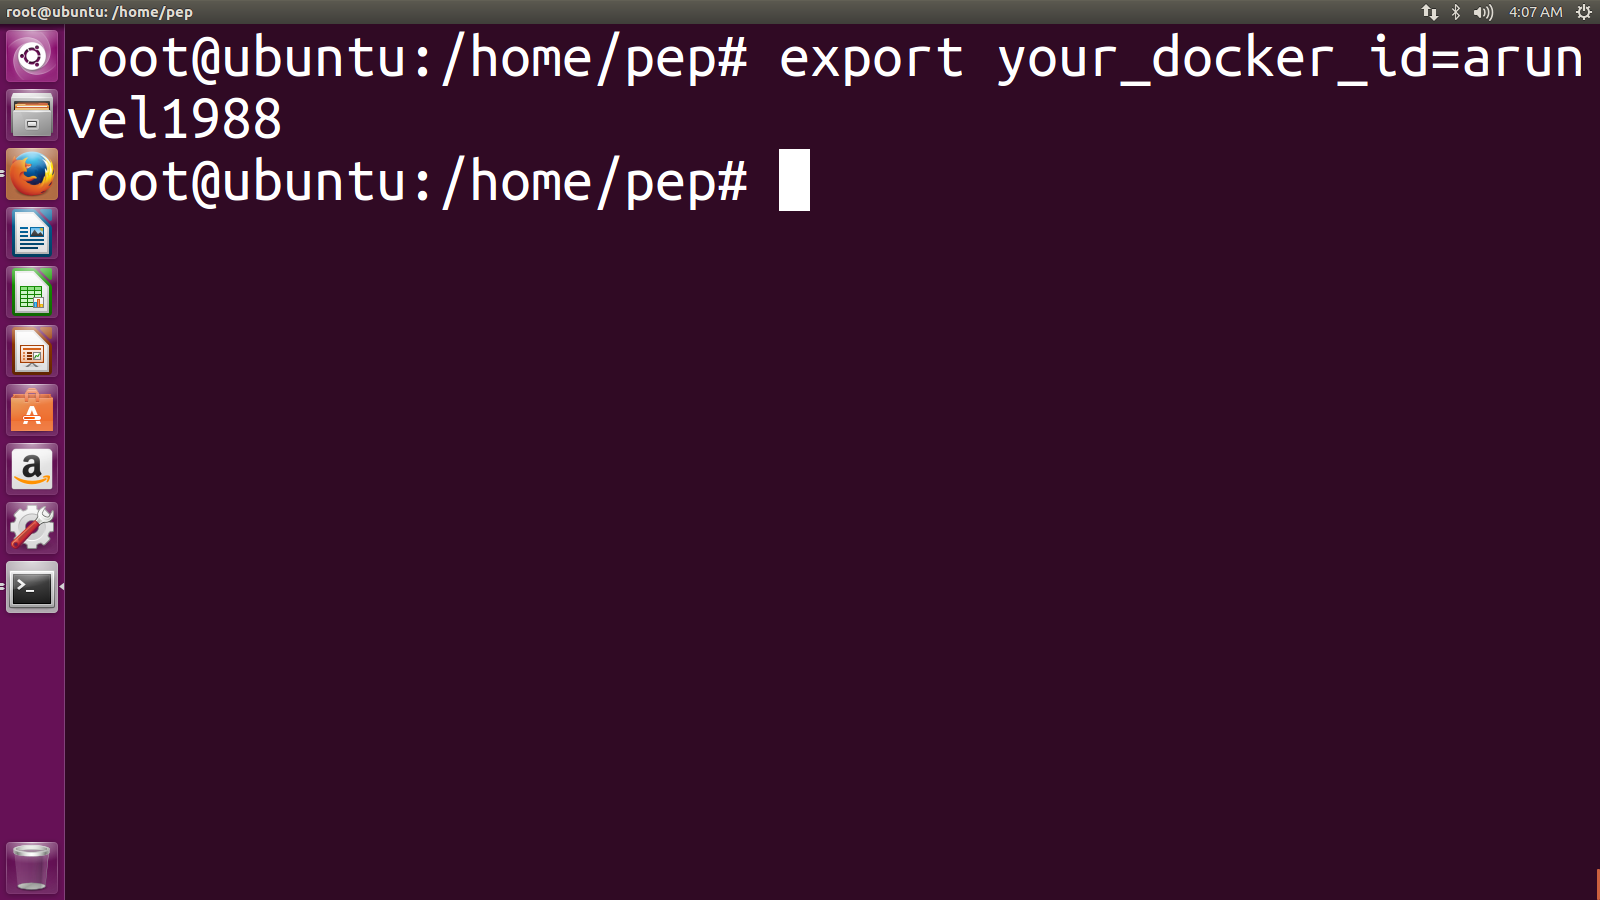 root@ubuntu: /home/pep
4:07 AM
root@ubuntu:/home/pep# export your_docker_id=arun
vel1988
root@ubuntu:/home/pep#